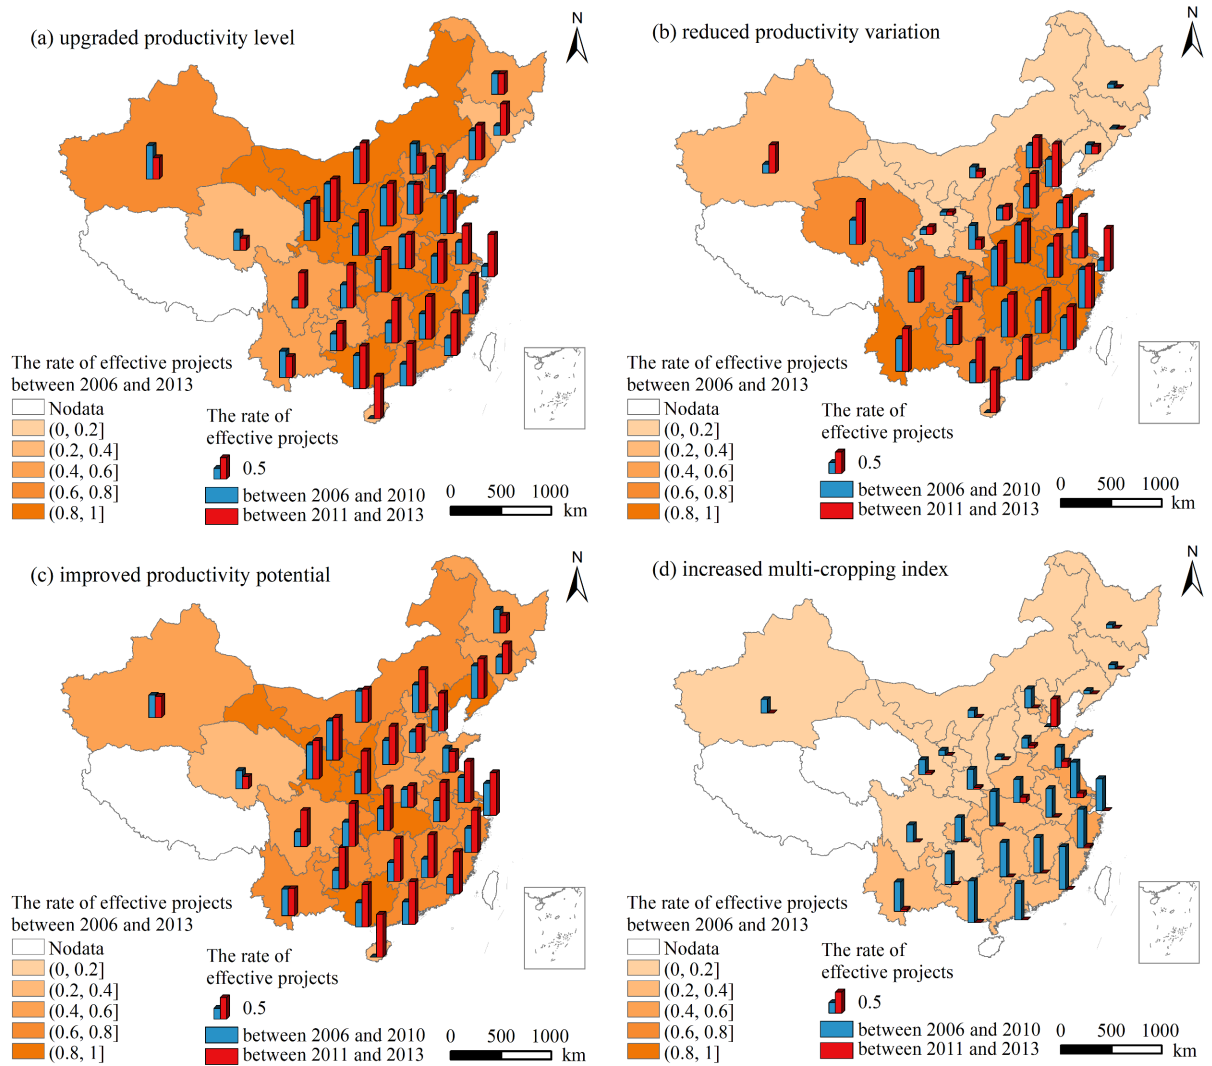 (a) upgraded productivity level
N
The rate of effective projects
between 2006 and 2013
Nodata
(0, 0.2]
(0.2, 0.4]
(0.4, 0.6]
(0.6, 0.8]
(0.8, 1]
The rate of
effective projects
0.5
between 2006 and 2010
between 2011 and 2013
0 500 1000
km
(b) reduced productivity variation
N
The rate of effective projects
between 2006 and 2013
Nodata
(0, 0.2]
(0.2, 0.4]
(0.4, 0.6]
(0.6, 0.8]
(0.8, 1]
The rate of
effective projects
0.5
between 2006 and 2010
between 2011 and 2013
0 500 1000
km
(c) improved productivity potential
N
The rate of effective projects
between 2006 and 2013
Nodata
(0, 0.2]
(0.2, 0.4]
(0.4, 0.6]
(0.6, 0.8]
(0.8, 1]
The rate of
effective projects
0.5
between 2006 and 2010
between 2011 and 2013
0 500 1000
km
(d) increased multi-cropping index
N
The rate of effective projects
between 2006 and 2013
Nodata
(0, 0.2]
(0.2, 0.4]
(0.4, 0.6]
(0.6, 0.8]
(0.8, 1]
The rate of
effective projects
0.5
between 2006 and 2010
between 2011 and 2013
0 500 1000
km